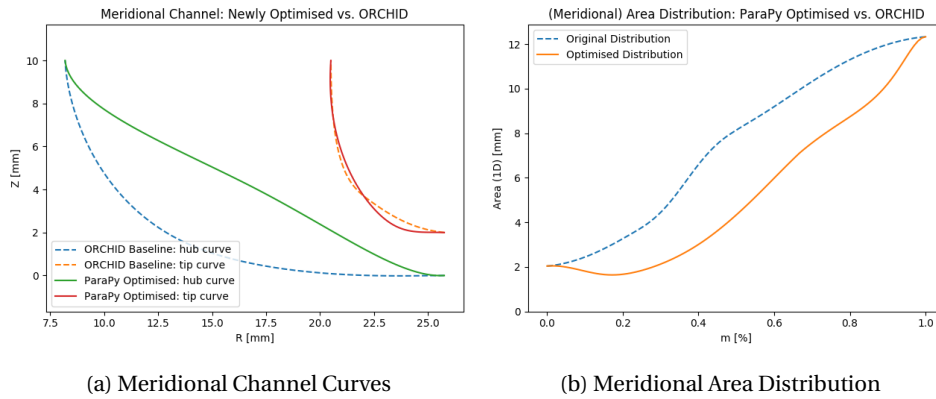 Meridional Channel: Newly Optimised vs. ORCHID
10
8
6
4
2
0
Z [mm]
ORCHID Baseline: hub curve
ORCHID Baseline: tip curve
ParaPy Optimised: hub curve
ParaPy Optimised: tip curve
7.5 10.0 12.5 15.0 17.5 20.0 22.5 25.0
R [mm]
(a) Meridional Channel Curves
(Meridional) Area Distribution: ParaPy Optimised vs. ORCHID
Original Distribution
Optimised Distribution
12
10
8
6
4
2
0
Area (1D) [mm]
0.0 0.2 0.4 0.6 0.8 1.0
m [%]
(b) Meridional Area Distribution